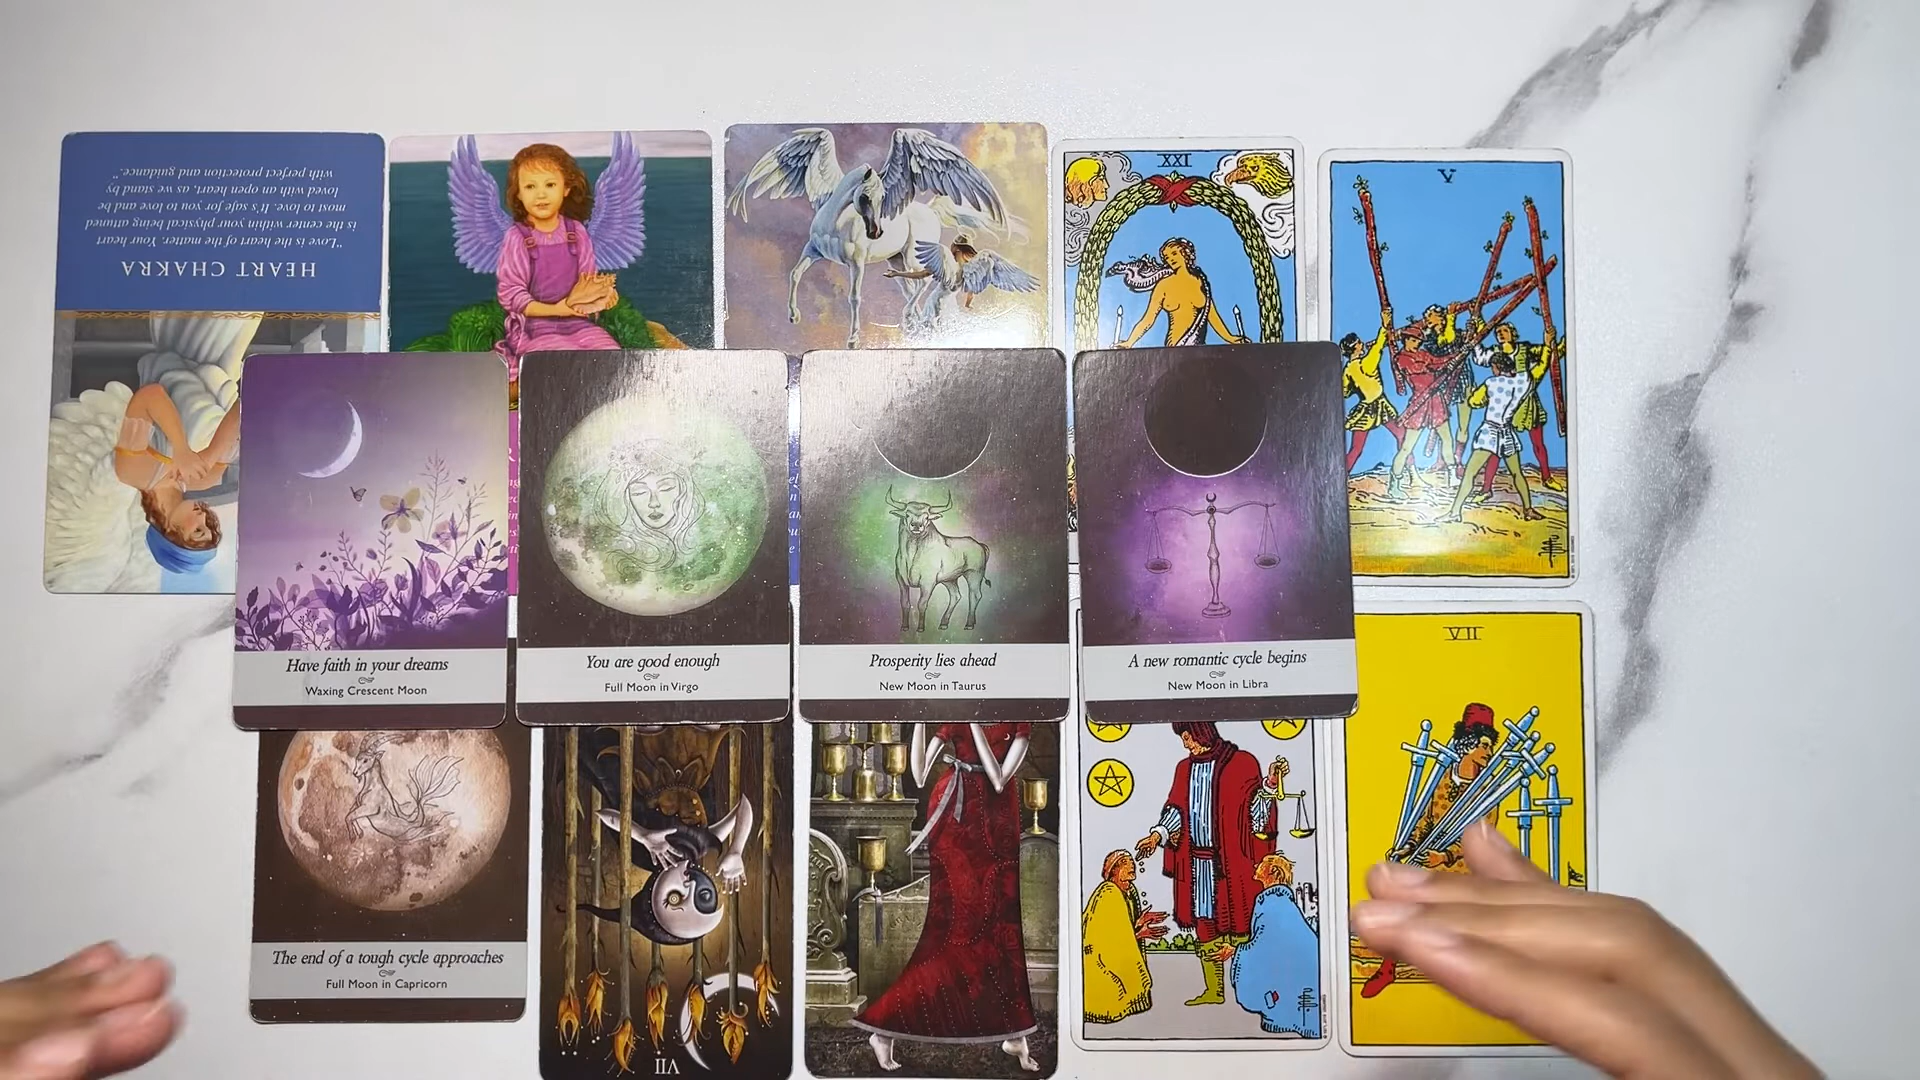 HEART CHAKRA
"Love is the heart of the matter. Your heart
is the center within your physical being attuned
most to love. It's safe for you to love and be
loved with an open heart, as we stand by
with perfect protection and guidance."
XXI
V
Have faith in your dreams
Waxing Crescent Moon
You are good enough
Full Moon in Virgo
Prosperity lies ahead
New Moon in Taurus
A new romantic cycle begins
New Moon in Libra
The end of a tough cycle approaches
Full Moon in Capricorn
VII
VII